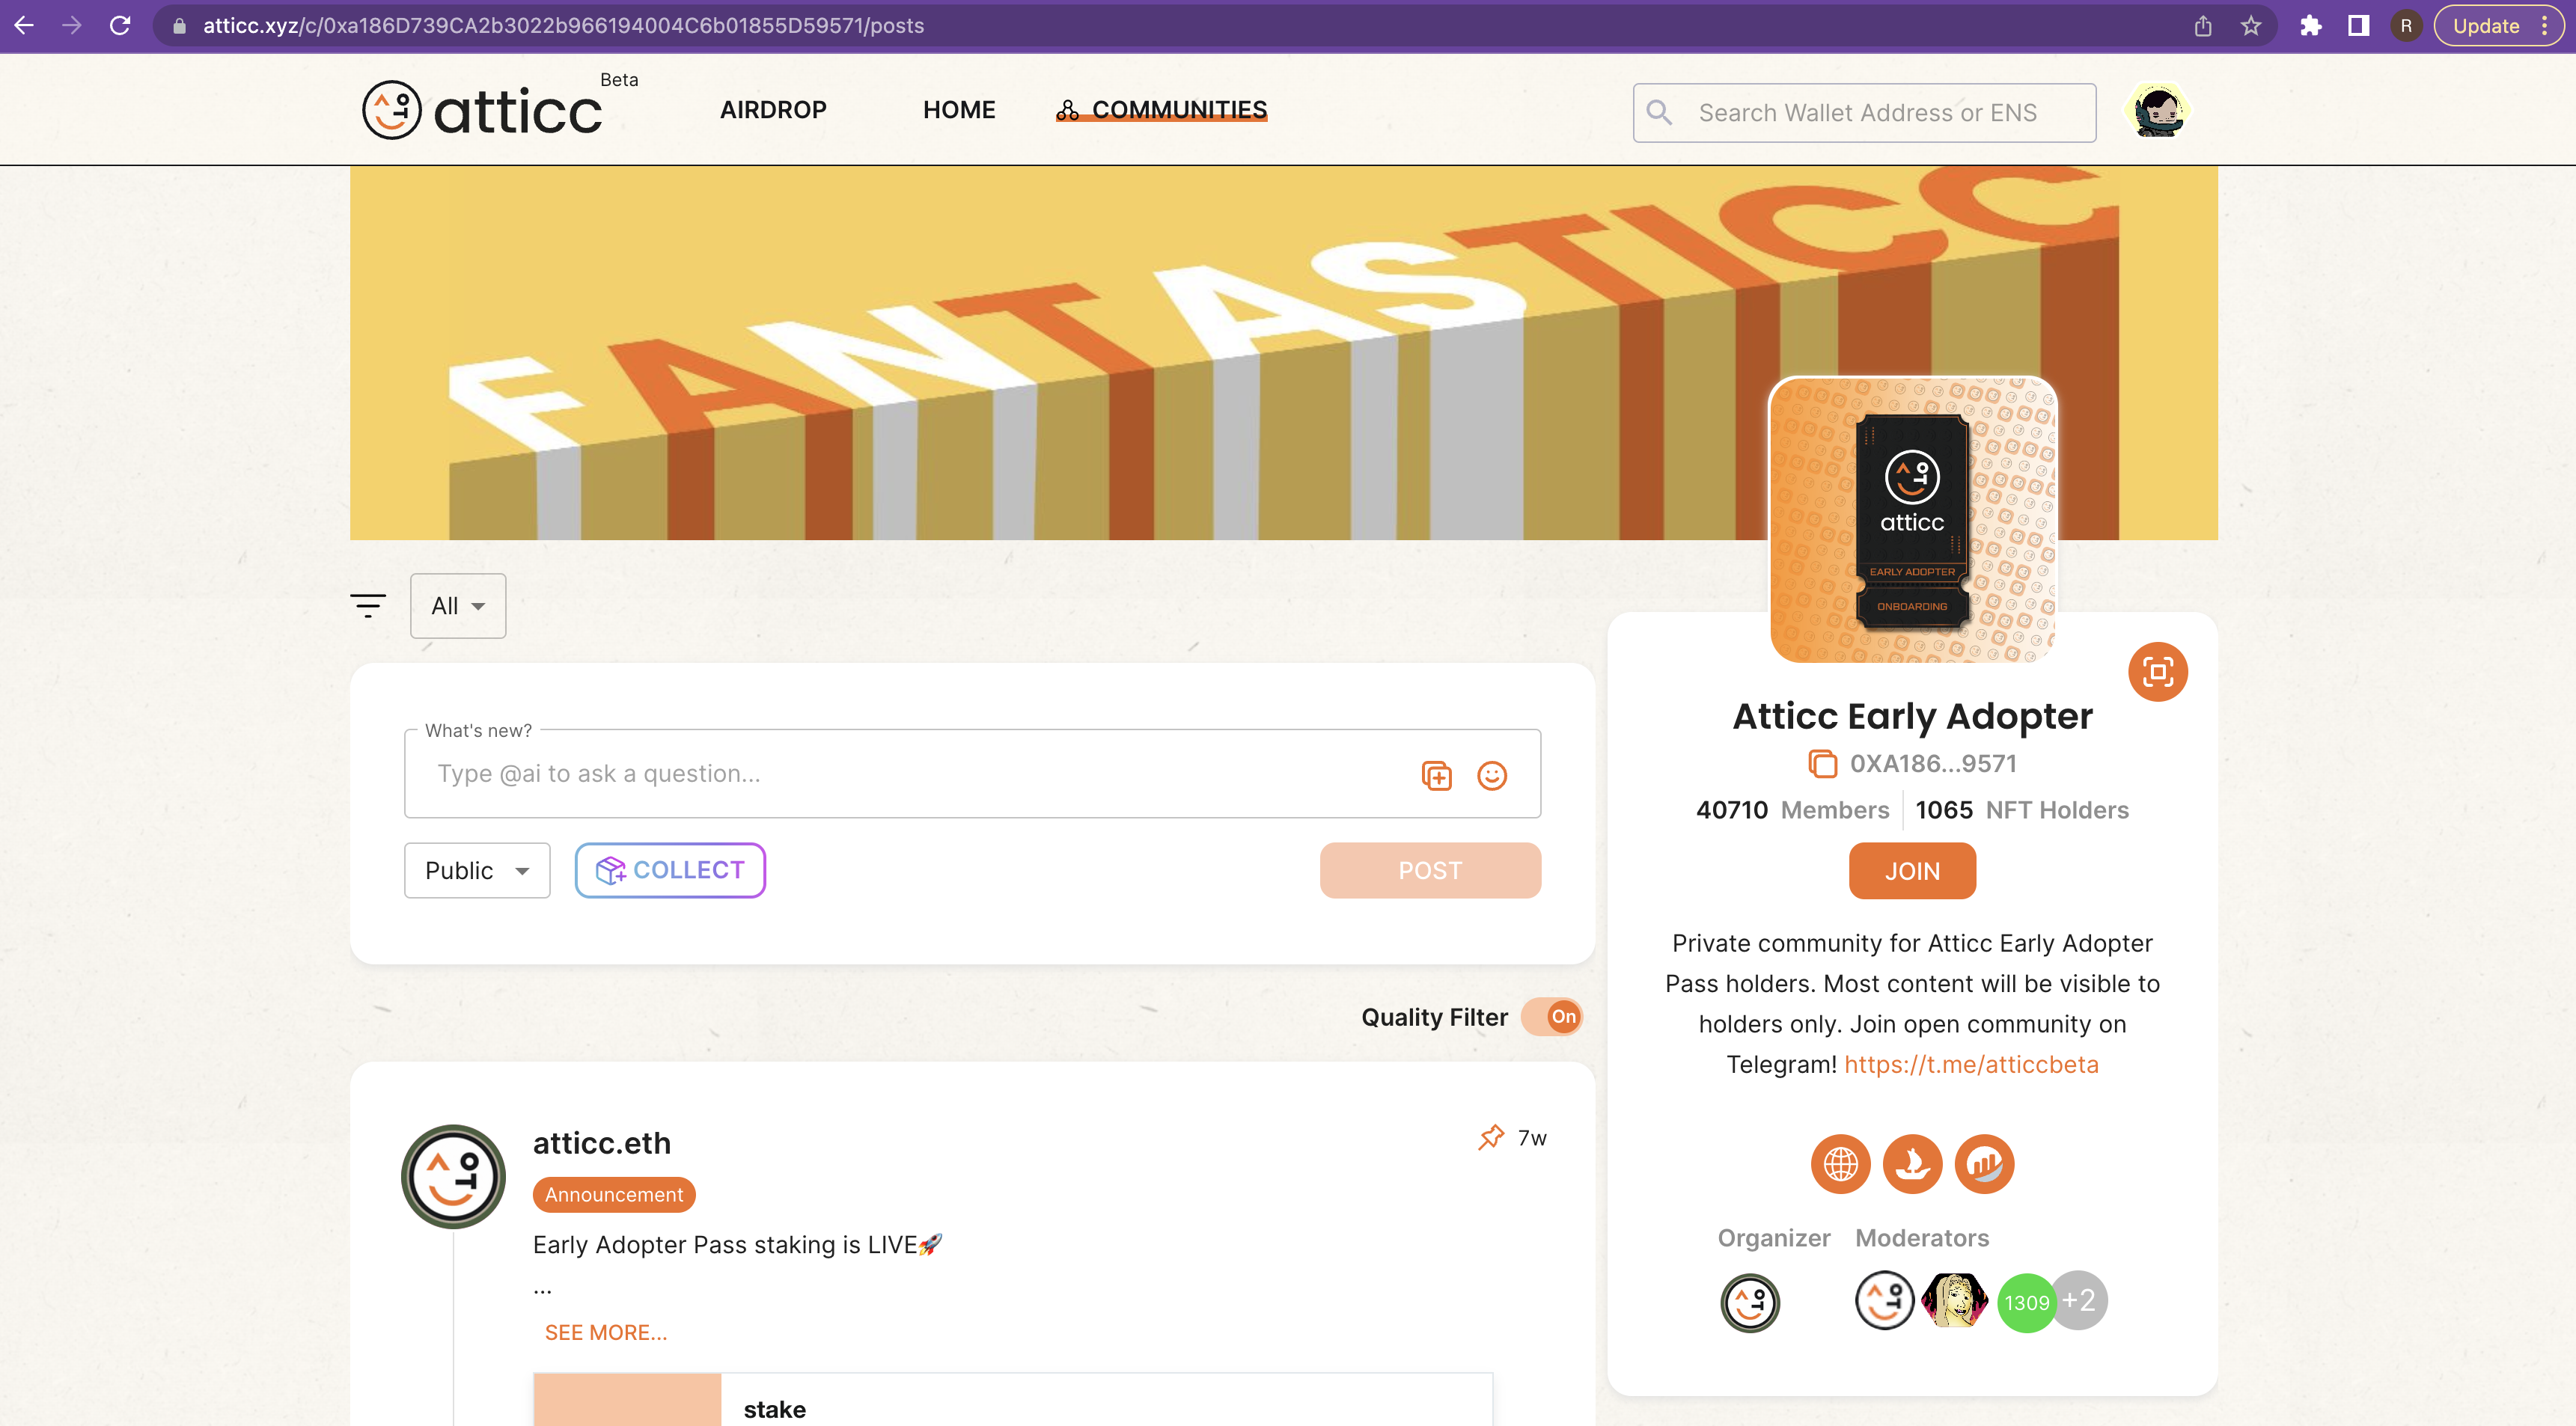 atticc.xyz/c/0xa186D739CA2b3022b966194004C6b01855D59571/posts
R
Update
atticc
Beta
AIRDROP
HOME
COMMUNITIES
Search Wallet Address or ENS
FANTASTICC
atticc
EARLY ADOPTER
ONBOARDING
All
What's new?
Type @ai to ask a question...
Public
COLLECT
POST
Quality Filter
On
atticc.eth
7w
Announcement
Early Adopter Pass staking is LIVE🚀
...
SEE MORE...
stake
Atticc Early Adopter
0XA186...9571
40710 Members
1065 NFT Holders
JOIN
Private community for Atticc Early Adopter
Pass holders. Most content will be visible to
holders only. Join open community on
Telegram! https://t.me/atticcbeta
Organizer
Moderators
1309
+2